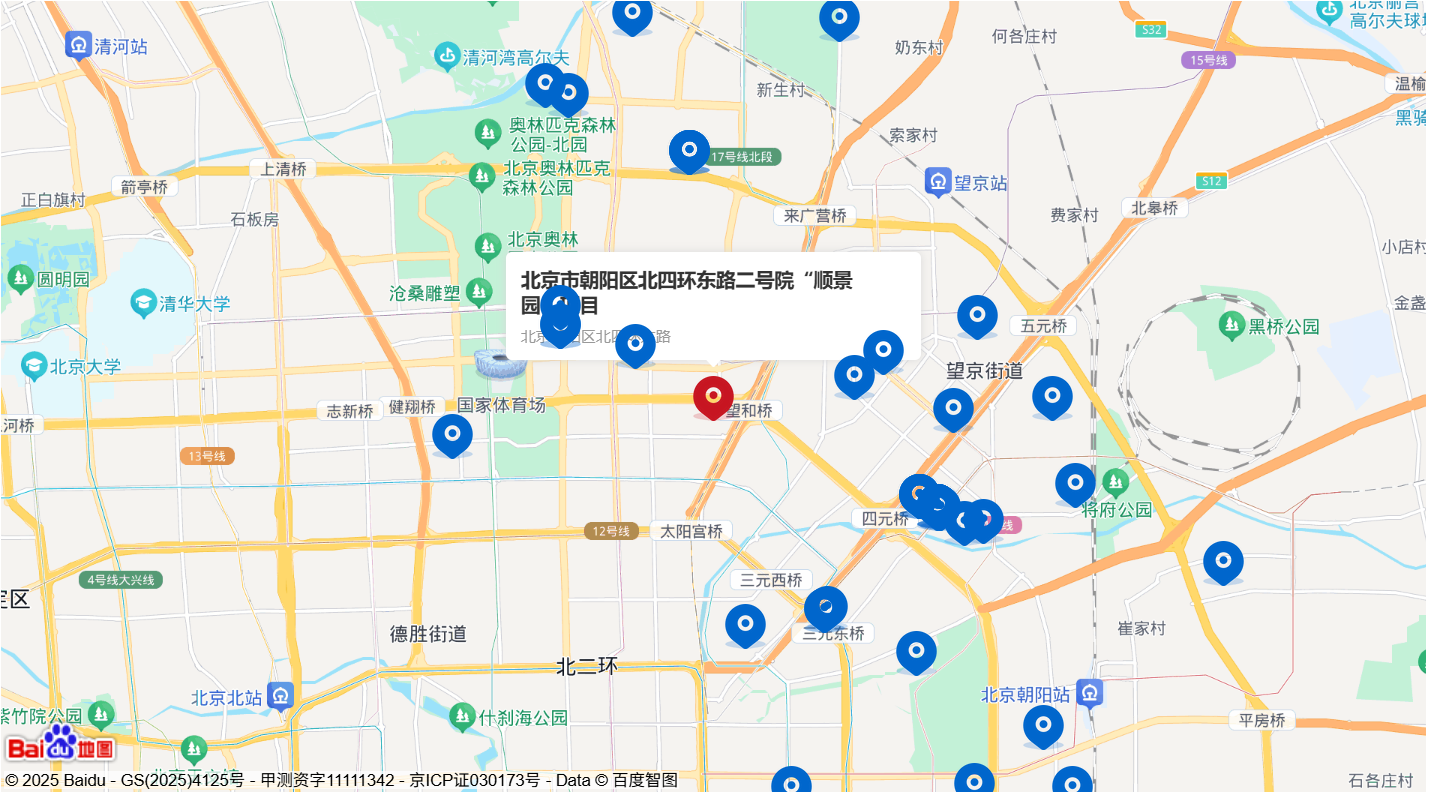 北京丽宫
高尔夫球场
S32
何各庄村
清河站
奶东村
清河湾高尔夫
15号线
温榆
新生村
黑骑
奥林匹克森林
公园-北园
索家村
17号线北段
上清桥
北京奥林匹克
森林公园
望京站
S12
箭亭桥
正白旗村
北皋桥
石板房
来广营桥
费家村
北京奥林
小店村
北京市朝阳区北四环东路二号院“顺景
园
目
圆明园
沧桑雕塑
清华大学
金盏
五元桥
黑桥公园
北京
区北四
路
北京大学
望京街道
志新桥
健翔桥
国家体育场
望和桥
河桥
13号线
将府公园
四元桥
线
12号线
太阳宫桥
4号线大兴线
三元西桥
定区
德胜街道
三元东桥
崔家村
北二环
北京北站
北京朝阳站
紫竹院公园
什刹海公园
平房桥
Bai du 地图
© 2025 Baidu - GS(2025)4125号 - 甲测资字11111342 - 京ICP证030173号 - Data © 百度智图
石各庄村